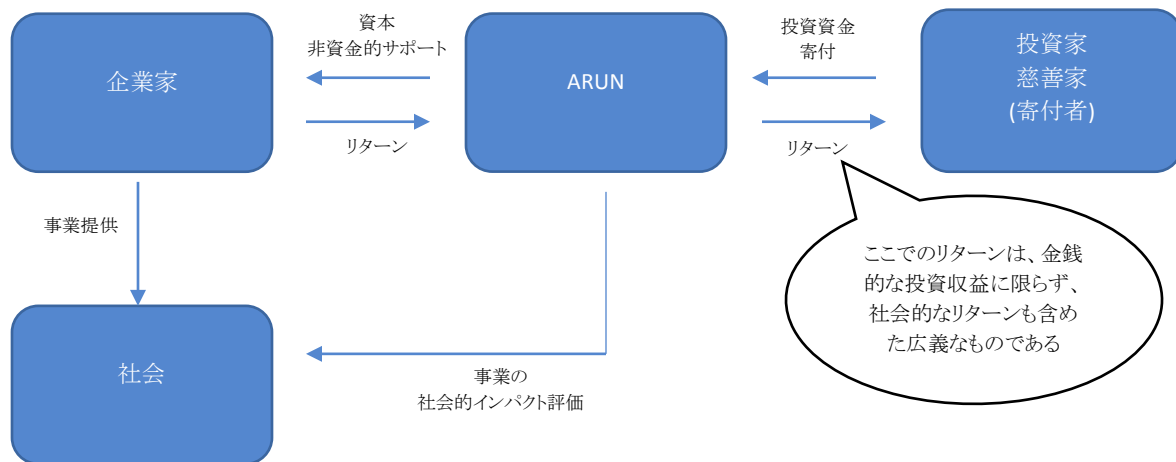 資本
非資金的サポート
投資資金
寄付
企業家
ARUN
投資家
慈善家
(寄付者)
リターン
リターン
事業提供
ここでのリターンは、金銭
的な投資収益に限らず、
社会的なリターンも含め
た広義なものである
社会
事業の
社会的インパクト評価